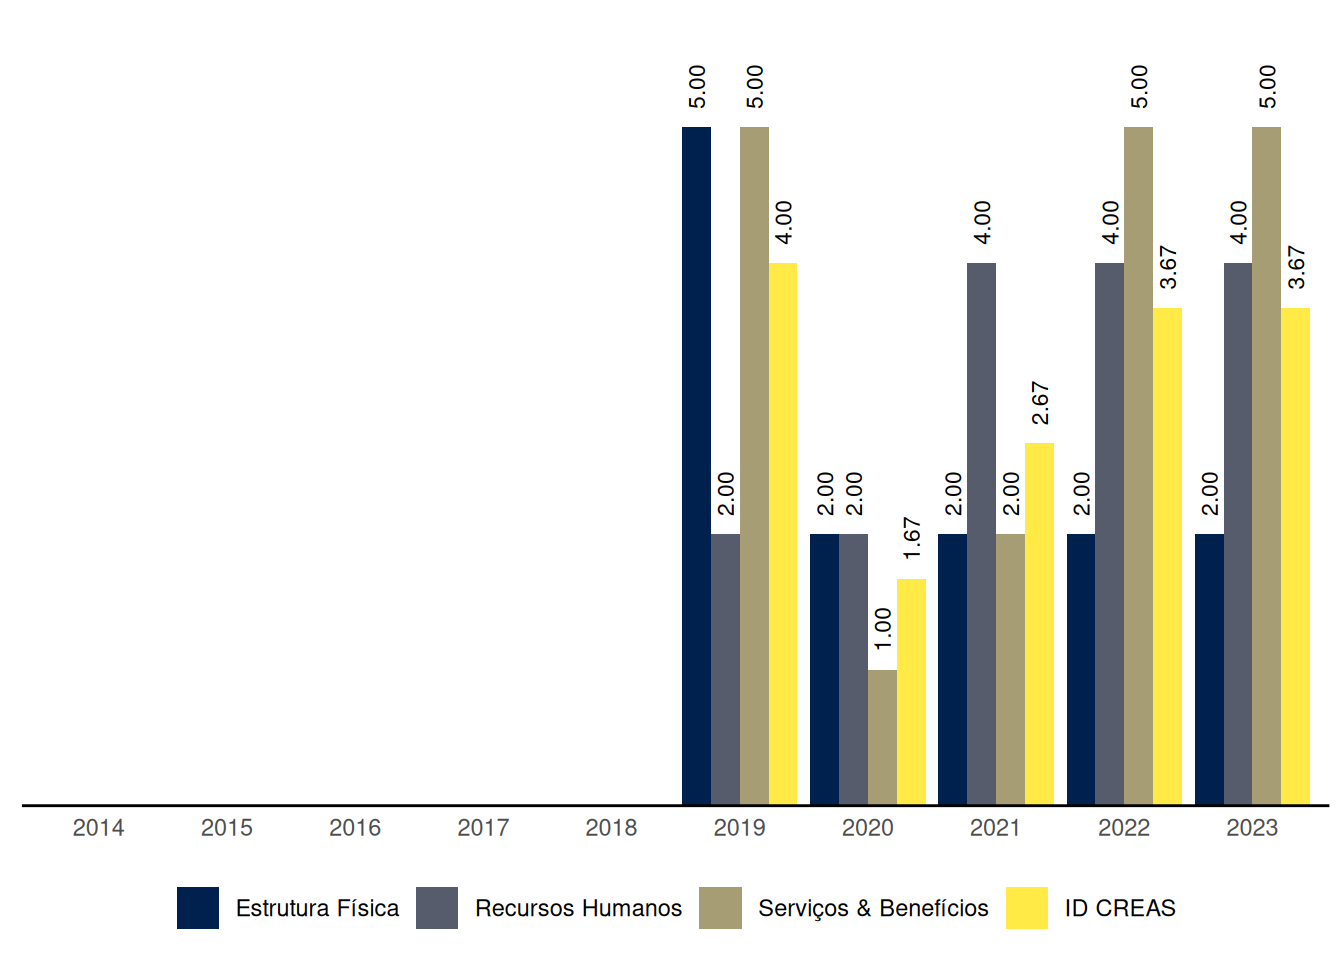 5.00 2.00 5.00 4.00 2.00 2.00 1.00 1.67 2.00 4.00 2.00 2.67 2.00 4.00 5.00 3.67 2.00 4.00 5.00 3.67
2014 2015 2016 2017 2018 2019 2020 2021 2022 2023
Estrutura Física Recursos Humanos Serviços & Benefícios ID CREAS